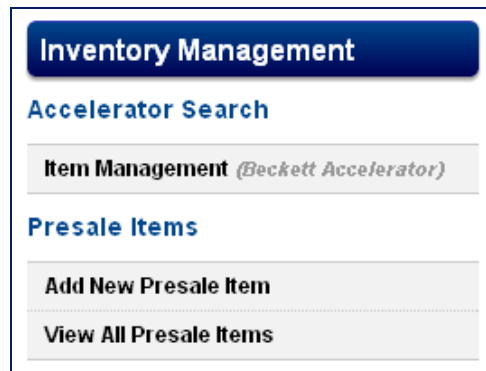 Inventory Management
Accelerator Search
Item Management (Beckett Accelerator)
Presale Items
Add New Presale Item
View All Presale Items